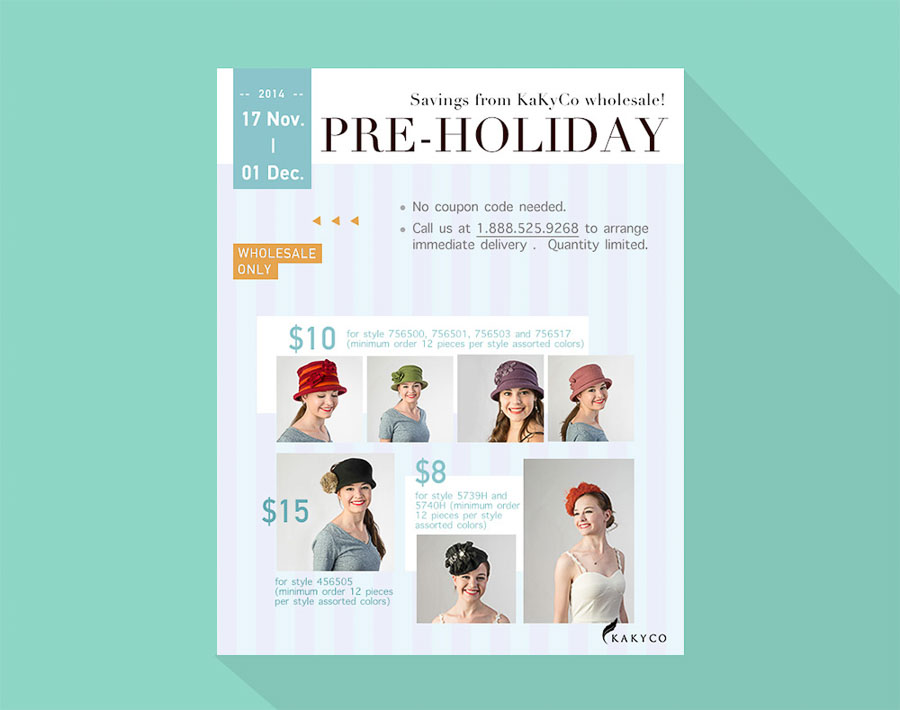 -- 2014 --
17 Nov.
|
01 Dec.
Savings from KaKyCo wholesale!
PRE-HOLIDAY
• No coupon code needed.
• Call us at 1.888.525.9268 to arrange
immediate delivery . Quantity limited.
WHOLESALE
ONLY
$10
for style 756500, 756501, 756503 and 756517
(minimum order 12 pieces per style assorted colors)
$15
for style 456505
(minimum order 12 pieces
per style assorted colors)
$8
for style 5739H and
5740H (minimum order
12 pieces per style
assorted colors)
KAKYCO